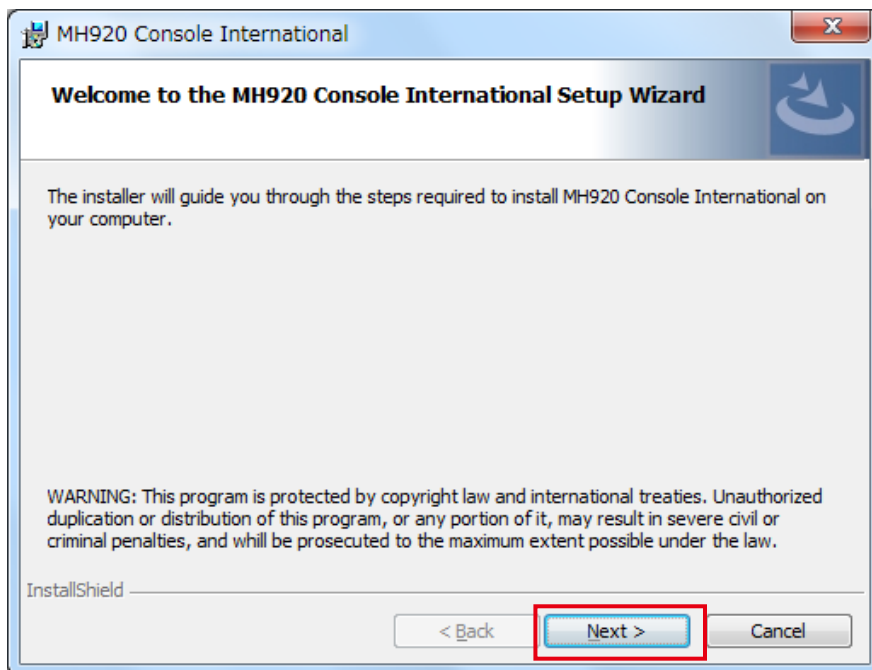 MH920 Console International
Welcome to the MH920 Console International Setup Wizard
The installer will guide you through the steps required to install MH920 Console International on
your computer.
WARNING: This program is protected by copyright law and international treaties. Unauthorized
duplication or distribution of this program, or any portion of it, may result in severe civil or
criminal penalties, and whill be prosecuted to the maximum extent possible under the law.
InstallShield
< Back Next > Cancel